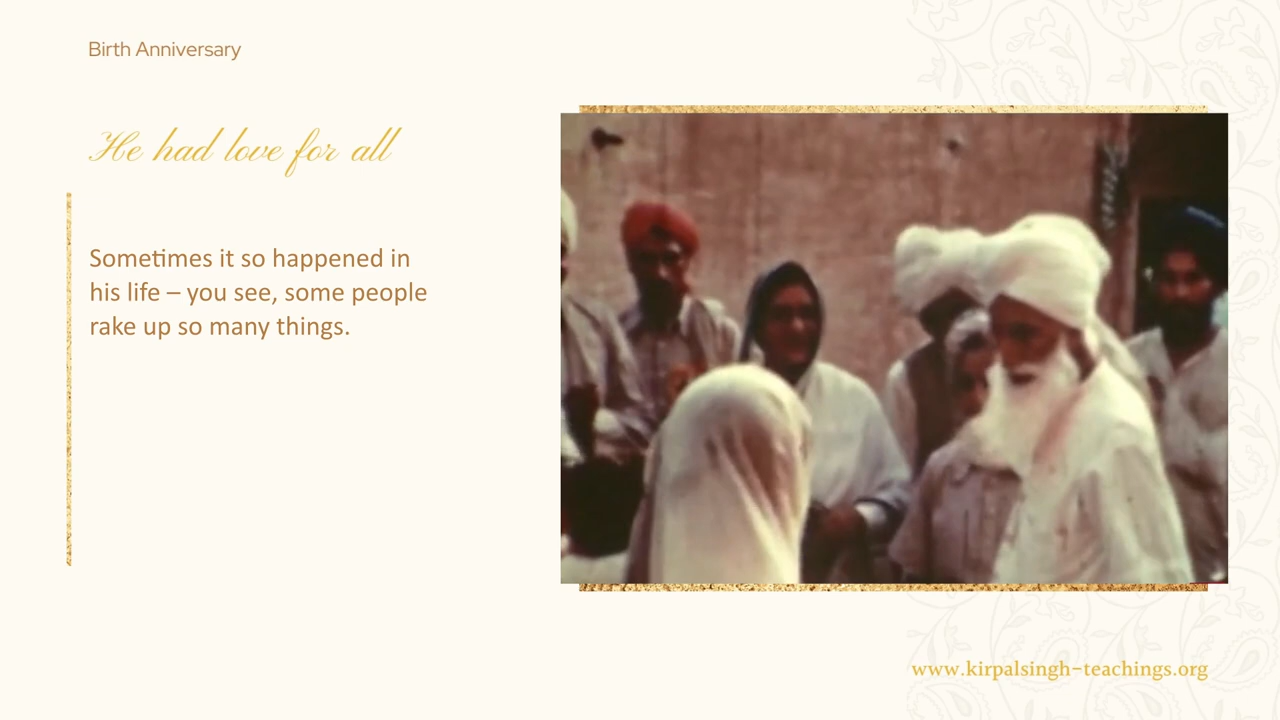 Birth Anniversary
He had love for all
Sometimes it so happened in
his life – you see, some people
rake up so many things.
www.kirpalsingh-teachings.org